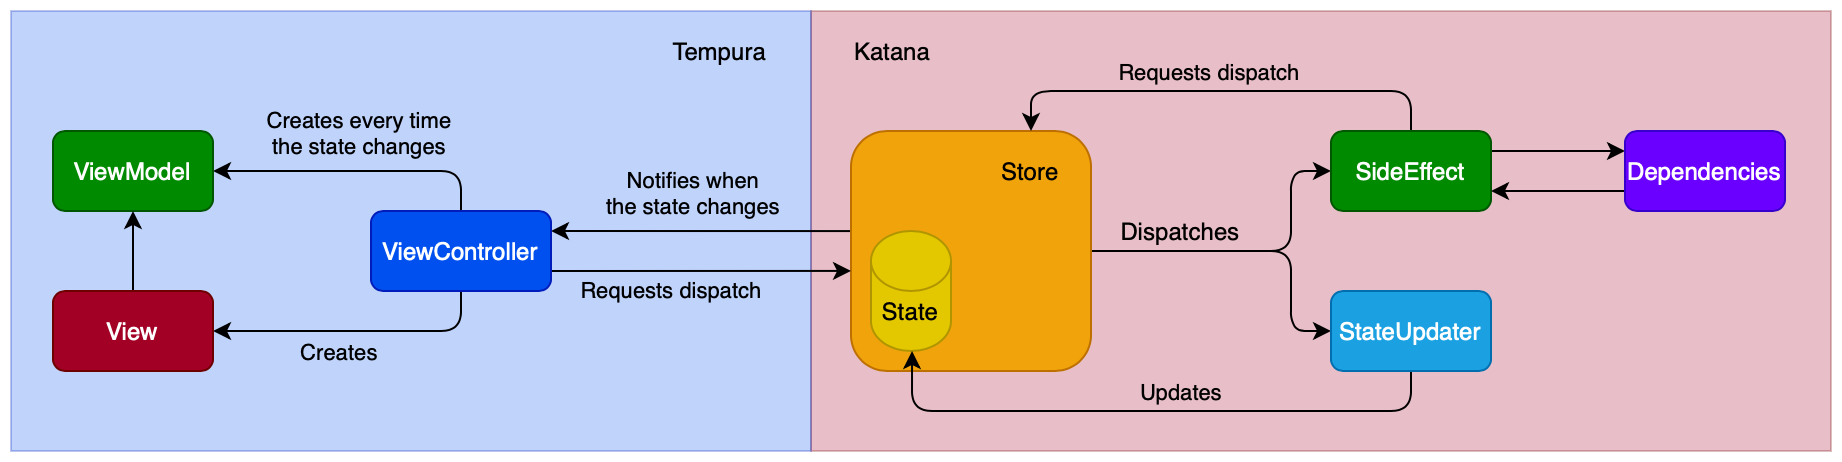 Tempura
Katana
Requests dispatch
Creates every time
the state changes
ViewModel
Notifies when
the state changes
Store
SideEffect
Dependencies
ViewController
Dispatches
Requests dispatch
State
View
StateUpdater
Creates
Updates